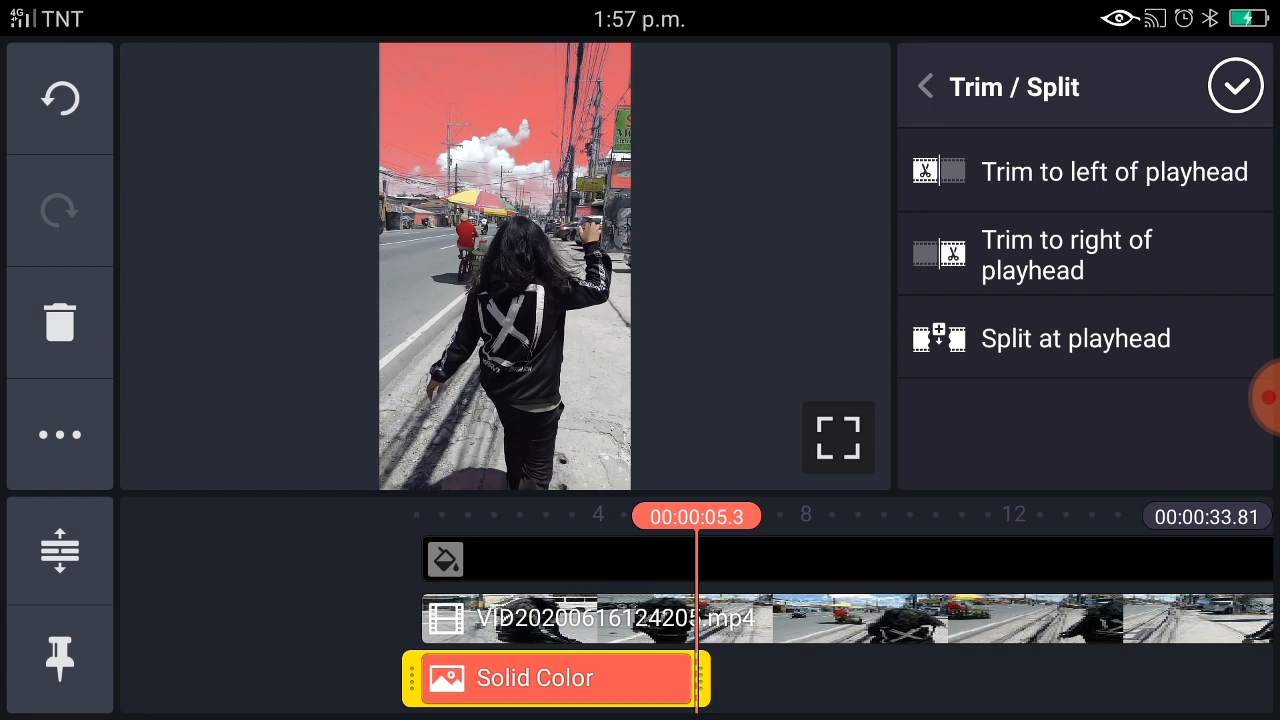 4G TNT
1:57 p.m.
Trim / Split
Trim to left of playhead
Trim to right of
playhead
Split at playhead
X
4
00:00:05.3
8
12
00:00:33.81
VID20200616124205.mp4
Solid Color